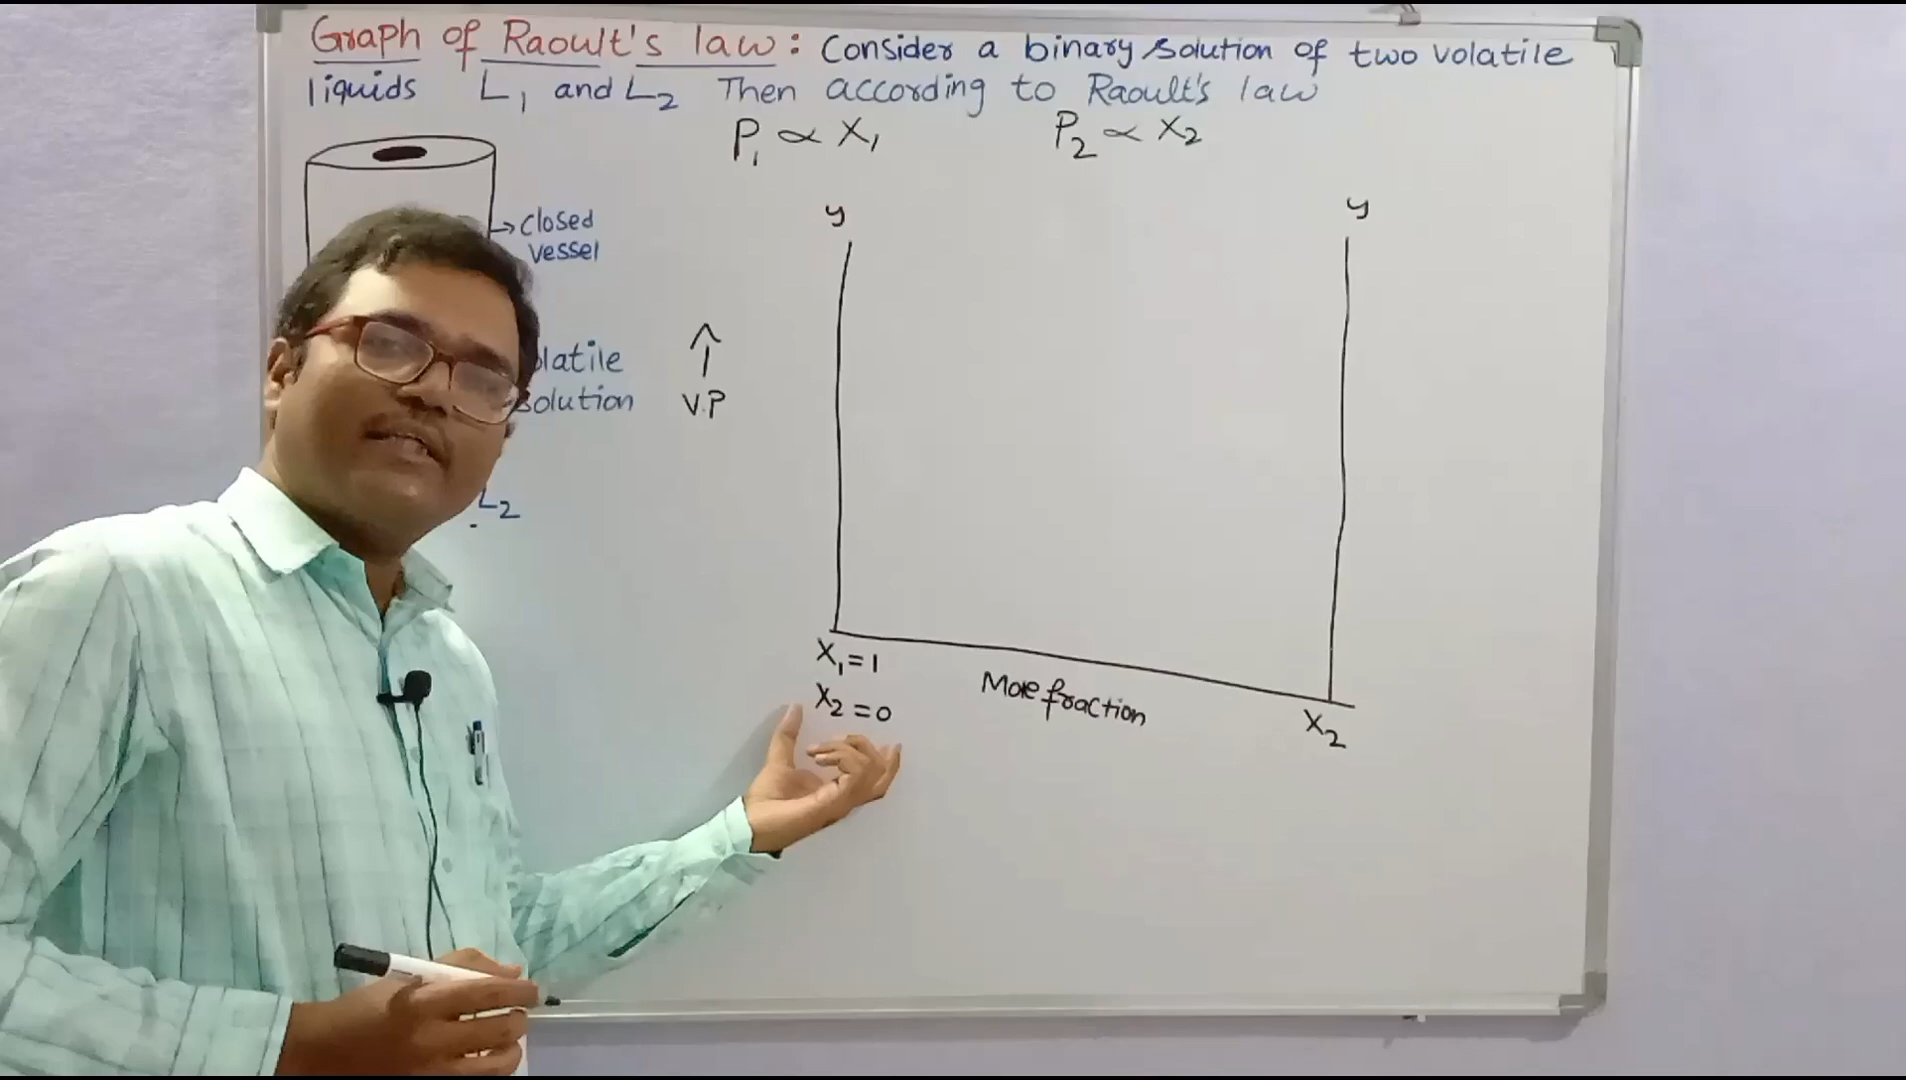 Graph of Raoult's law: Consider a binary solution of two volatile
liquids L1 and L2 Then according to Raoult's law
P1 ∝ X1 P2 ∝ X2
y y
→ closed
vessel
latile
solution
↑
V.P
L2
X1 = 1
X2 = 0
Mole fraction
X2